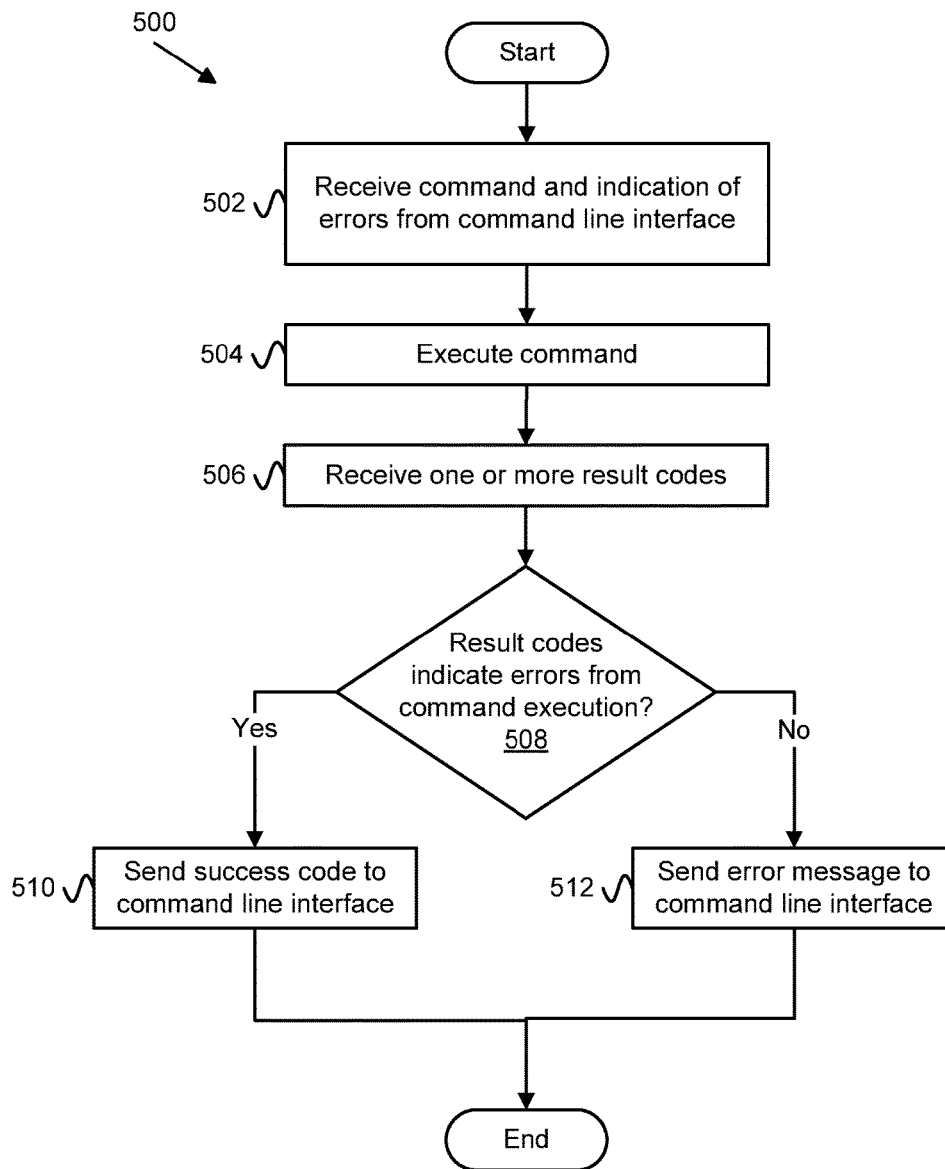 500
Start
502
Receive command and indication of
errors from command line interface
504
Execute command
506
Receive one or more result codes
Result codes
indicate errors from
command execution?
508
Yes
No
510
Send success code to
command line interface
512
Send error message to
command line interface
End